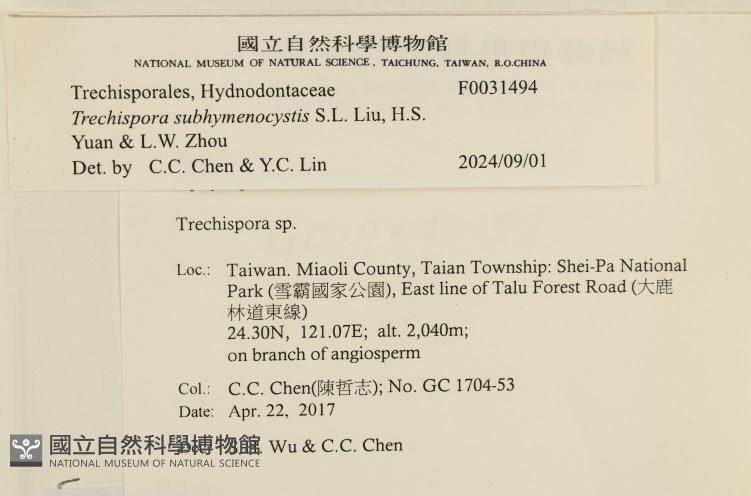 國立自然科學博物館
NATIONAL MUSEUM OF NATURAL SCIENCE, TAICHUNG, TAIWAN, R.O.CHINA
Trechisporales, Hydnodontaceae F0031494
Trechispora subhymenocystis S.L. Liu, H.S.
Yuan & L.W. Zhou
Det. by C.C. Chen & Y.C. Lin 2024/09/01
Trechispora sp.
Loc.: Taiwan. Miaoli County, Taian Township: Shei-Pa National
Park (雪霸國家公園), East line of Talu Forest Road (大鹿
林道東線)
24.30N, 121.07E; alt. 2,040m;
on branch of angiosperm
Col.: C.C. Chen(陳哲志); No. GC 1704-53
Date: Apr. 22, 2017
Wu & C.C. Chen
國立自然科學博物館
NATIONAL MUSEUM OF NATURAL SCIENCE